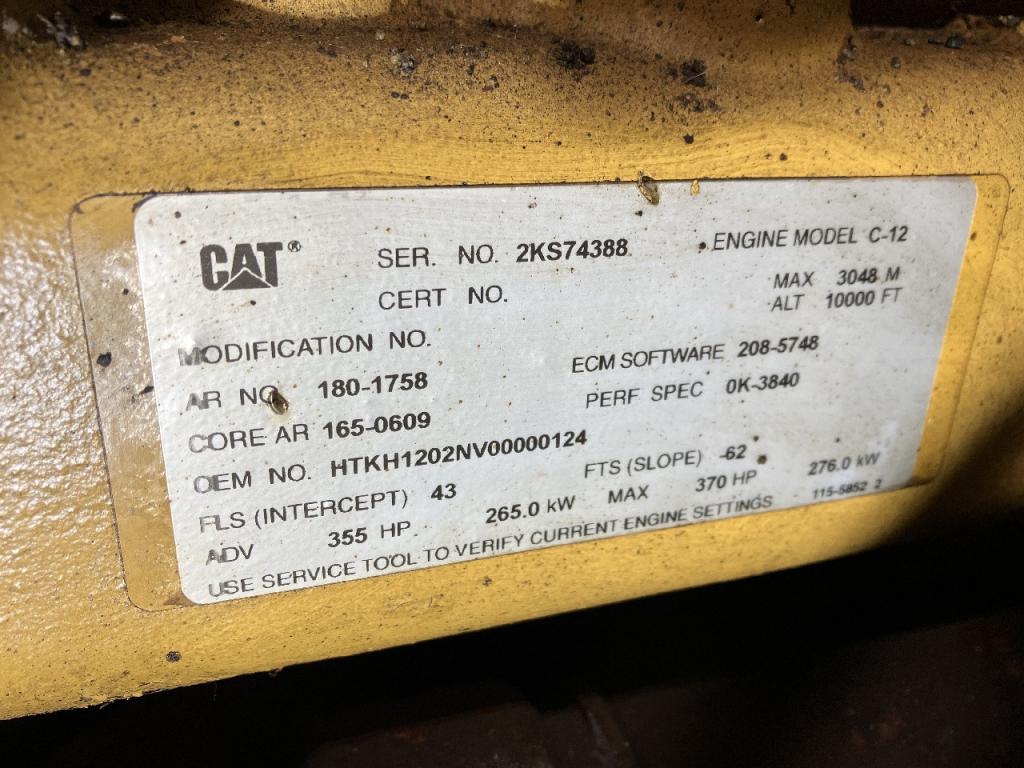 CAT® SER. NO. 2KS74388 ENGINE MODEL C-12
CERT NO. MAX 3048 M
ALT 10000 FT
MODIFICATION NO.
AR NO 180-1758 ECM SOFTWARE 208-5748
CORE AR 165-0609 PERF SPEC 0K-3840
OEM NO. HTKH1202NV00000124
FLS (INTERCEPT) 43 FTS (SLOPE) -62
ADV 355 HP. 265.0 kW MAX 370 HP 276.0 kW
USE SERVICE TOOL TO VERIFY CURRENT ENGINE SETTINGS 115-5852 2